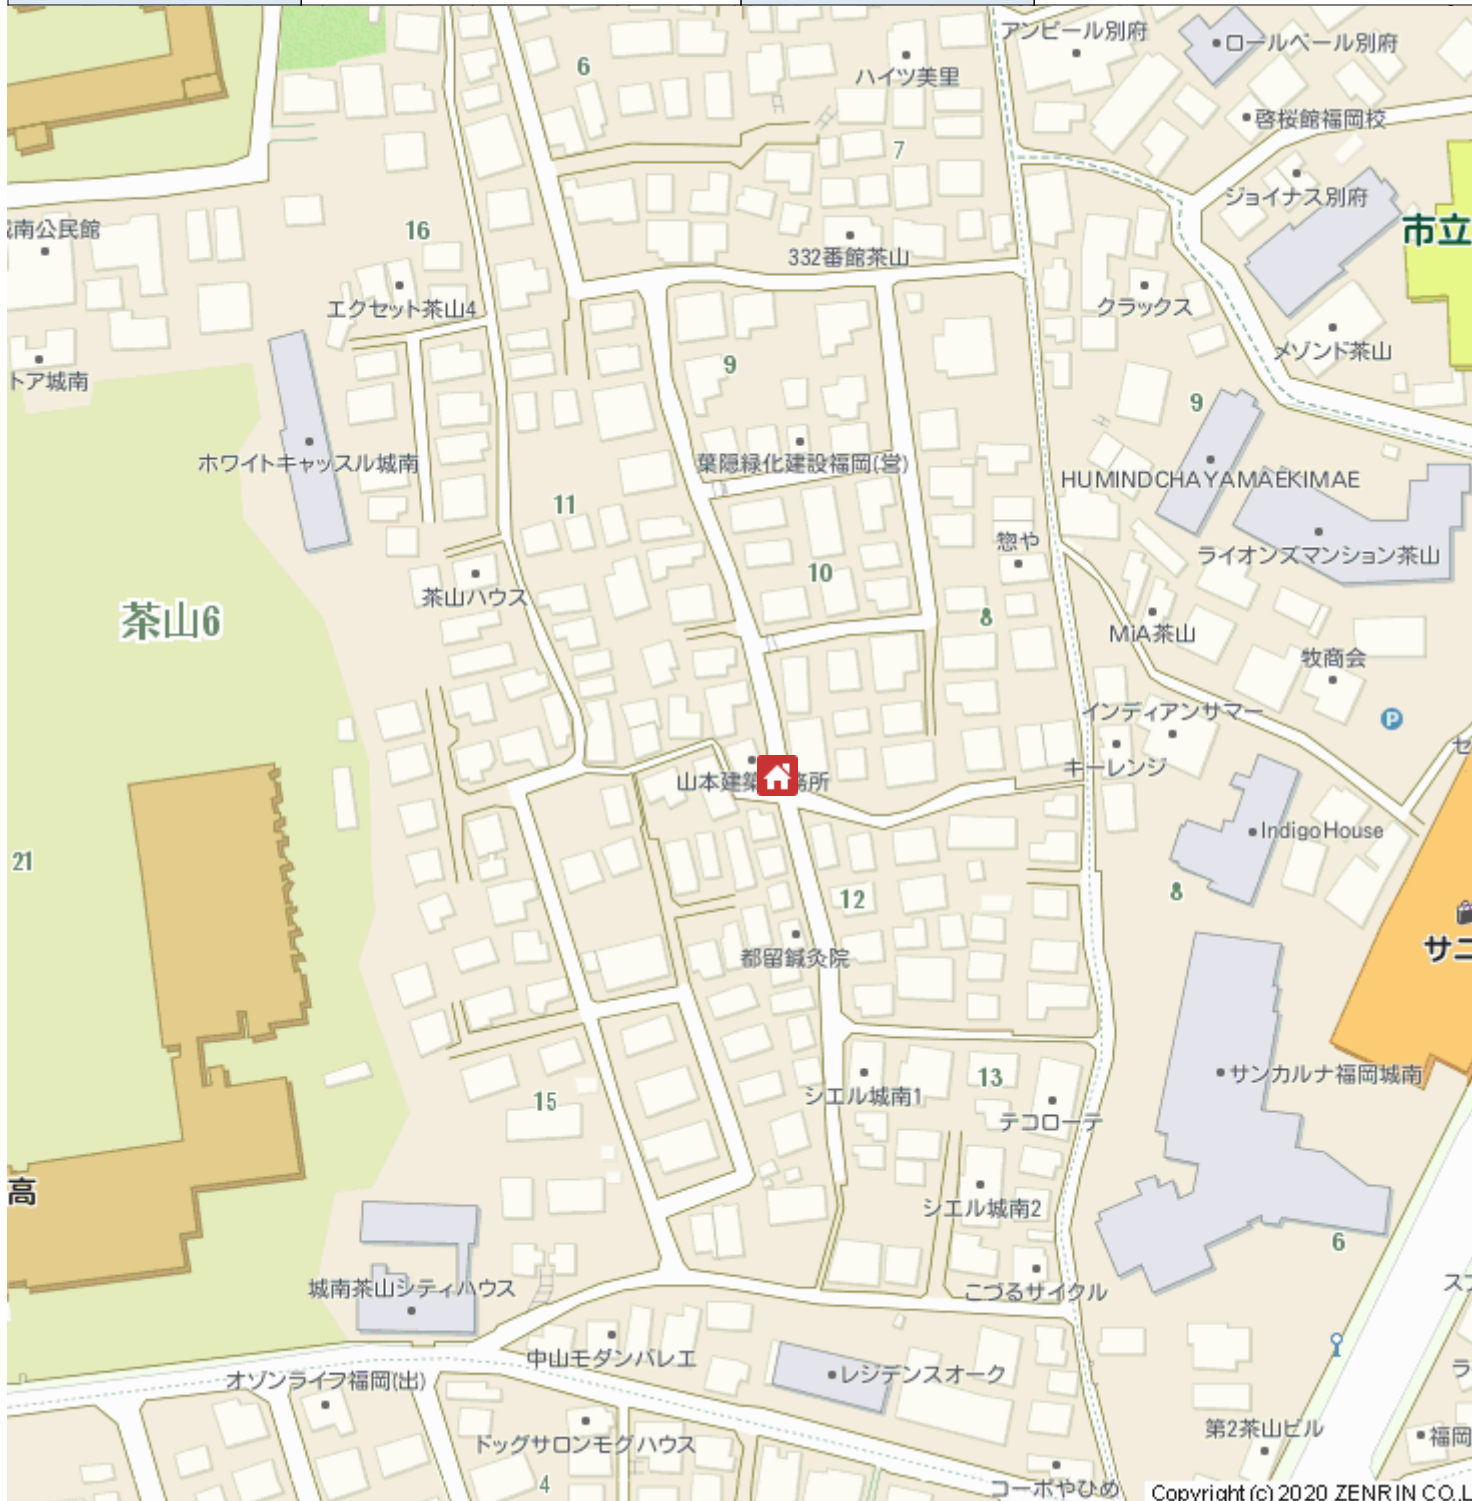 アンピール別府
ロールベール別府
6
ハイツ美里
啓桜館福岡校
7
ジョイナス別府
南公民館
16
市立
332番館茶山
エクセット茶山4
クラックス
メゾンド茶山
トア城南
9
9
ホワイトキャッスル城南
葉隠緑化建設福岡(営)
HUMINDCHAYAMAEKIMAE
11
惣や
ライオンズマンション茶山
10
茶山ハウス
茶山6
8
MiA茶山
牧商会
インディアンサマー
P
セ
キーレンジ
山本建築
務所
IndigoHouse
21
12
8
サニ
都留鍼灸院
サンカルナ福岡城南
13
シエル城南1
15
テコローテ
高
シエル城南2
6
城南茶山シティハウス
こづるサイクル
ス
中山モダンバレエ
オゾンライフ福岡(出)
レジデンスオーク
ラ
第2茶山ビル
福岡
ドッグサロンモグハウス
4
コーポやひめ
Copyright (c) 2020 ZENRIN CO.,L